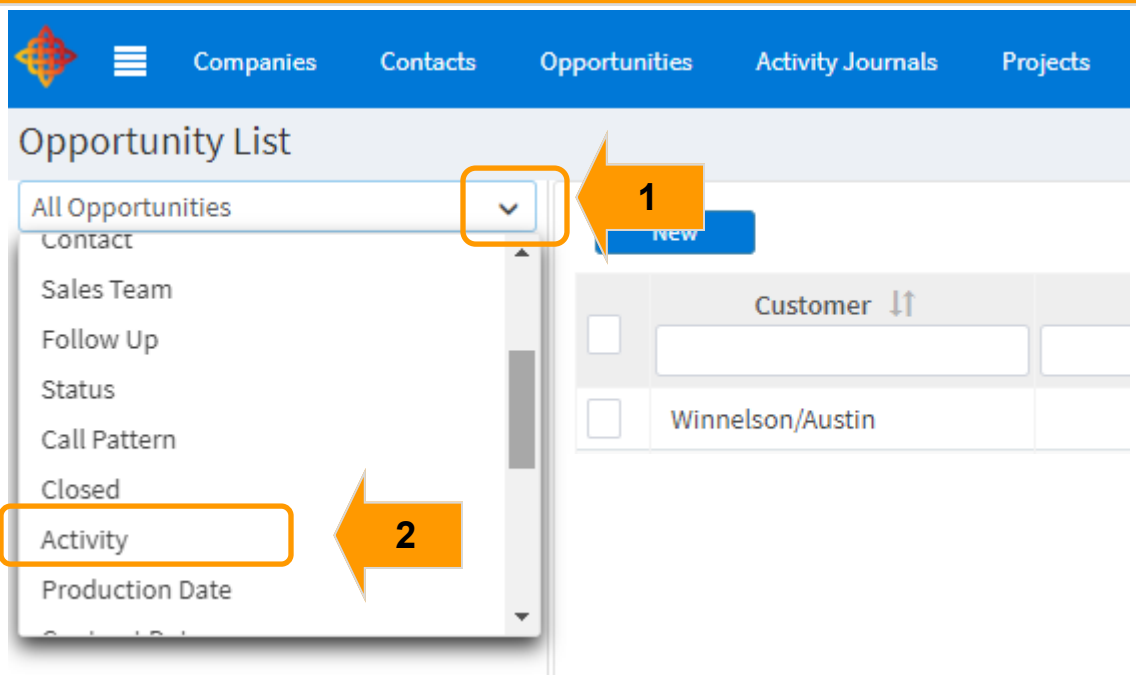 Companies Contacts Opportunities Activity Journals Projects
Opportunity List
All Opportunities
1
New
Contact
Sales Team
Follow Up
Status
Call Pattern
Closed
Activity
2
Production Date
Customer
Winnelson/Austin